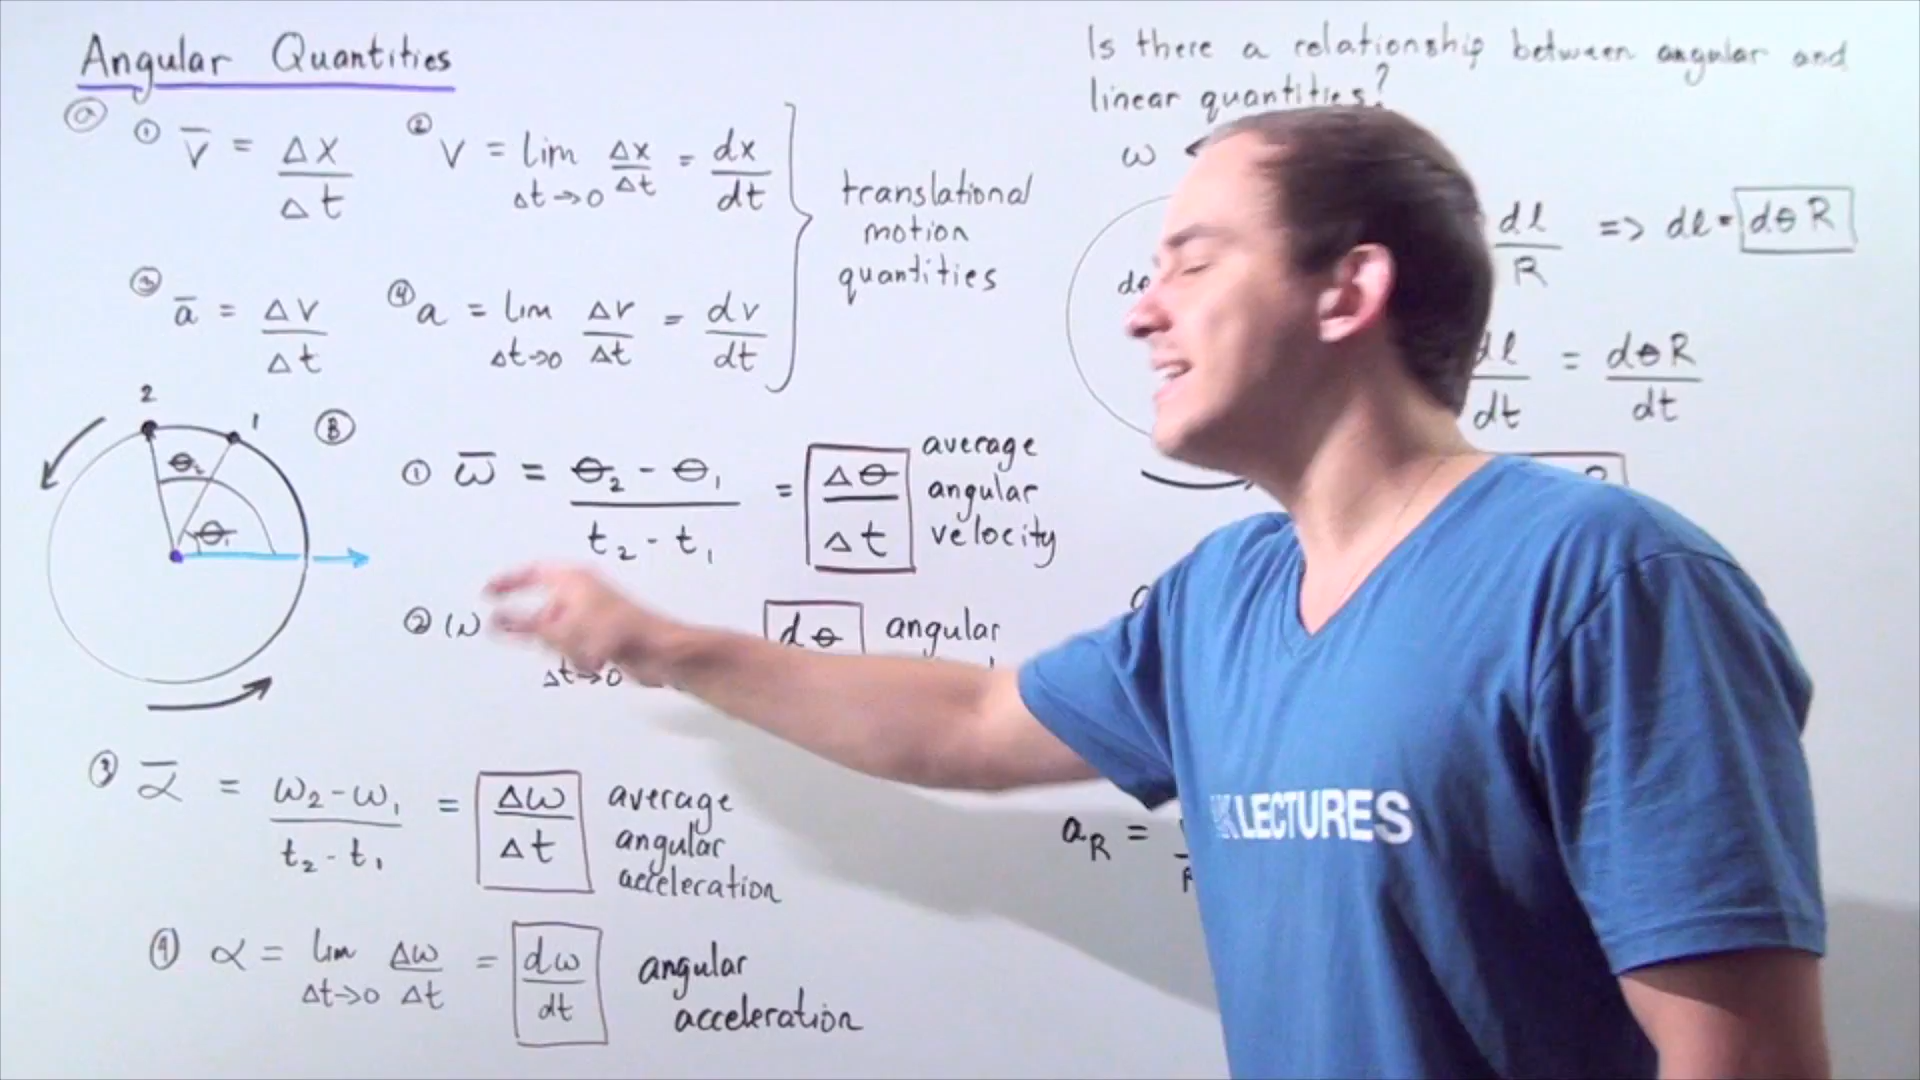 Angular Quantities
Ⓐ ① v̅ = Δx/Δt ② v = lim Δt→0 Δx/Δt = dx/dt
③ a̅ = Δv/Δt ④ a = lim Δt→0 Δv/Δt = dv/dt
translational
motion
quantities
2
1
θ₂
θ₁
Ⓑ
① ω̅ = θ₂ - θ₁/t₂ - t₁ = Δθ/Δt
average
angular
velocity
② ω
Δt→0
dθ
angular
③ α̅ = ω₂ - ω₁/t₂ - t₁ = Δω/Δt
average
angular
acceleration
④ α = lim Δt→0 Δω/Δt = dω/dt
angular
acceleration
Is there a relationship between angular and
linear quantities?
ω
dl/R => dl = dθ R
dl/dt = dθ R/dt
a_R =
LECTURES